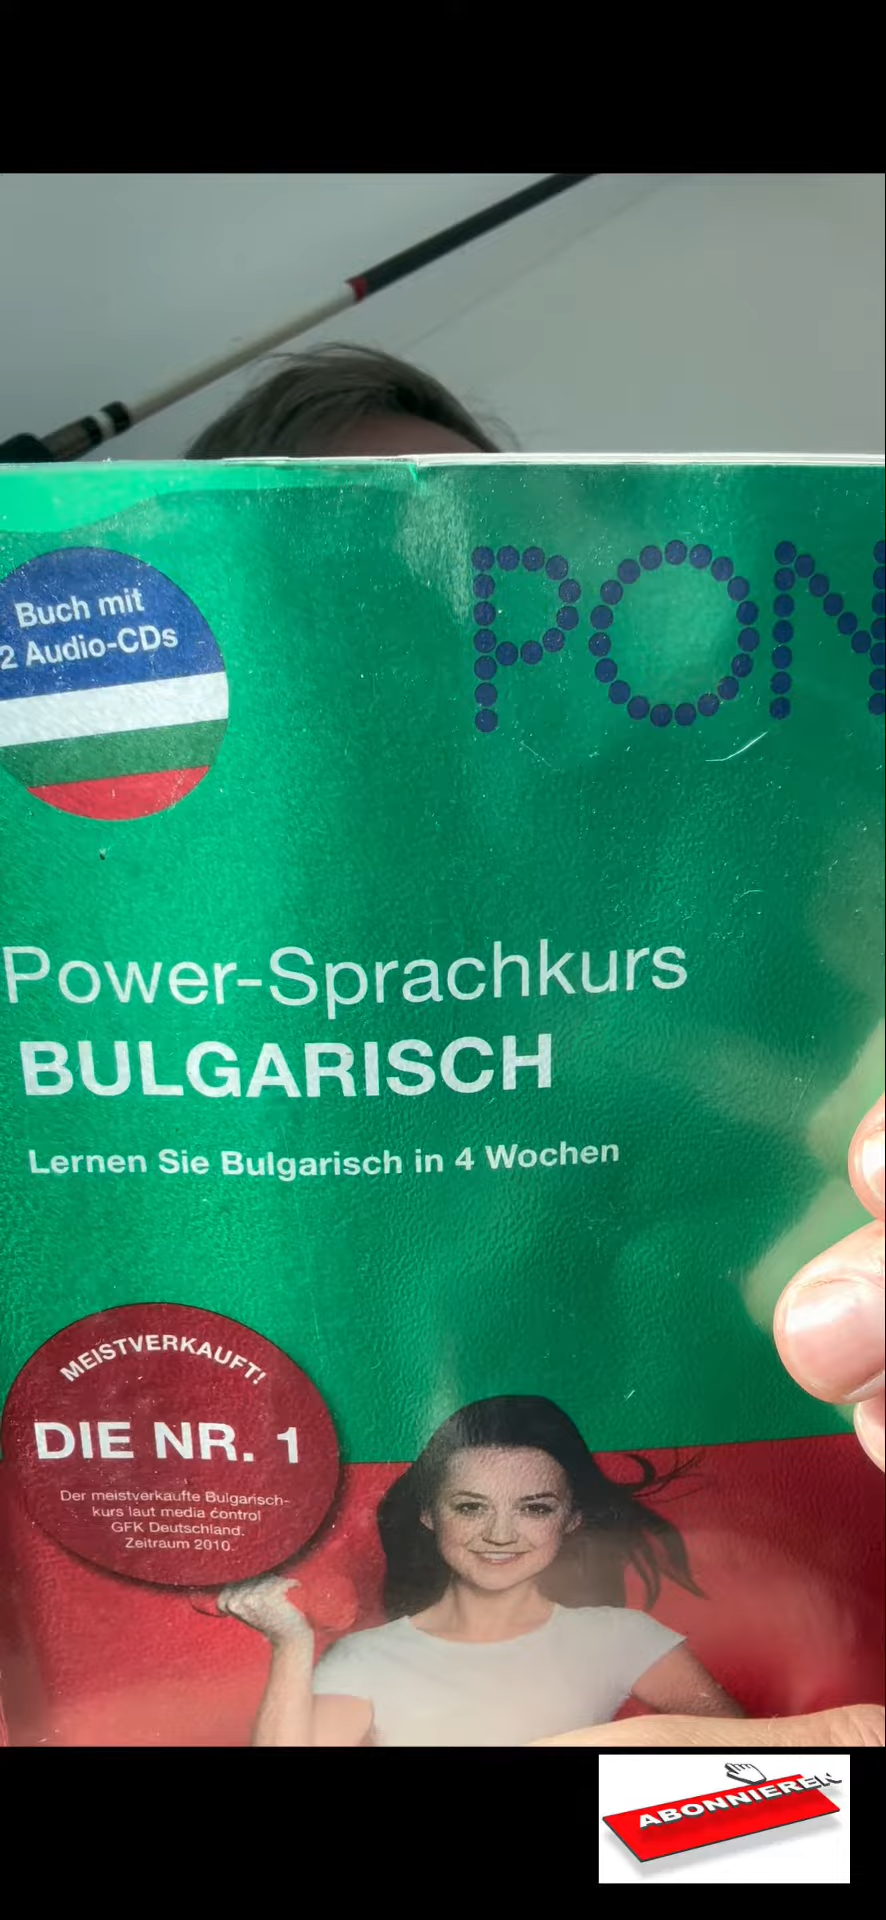 Buch mit
2 Audio-CDs
PON
Power-Sprachkurs
BULGARISCH
Lernen Sie Bulgarisch in 4 Wochen
MEISTVERKAUFT!
DIE NR. 1
Der meistverkaufte Bulgarisch-
kurs laut media control
GFK Deutschland.
Zeitraum 2010.
ABONNIEREN